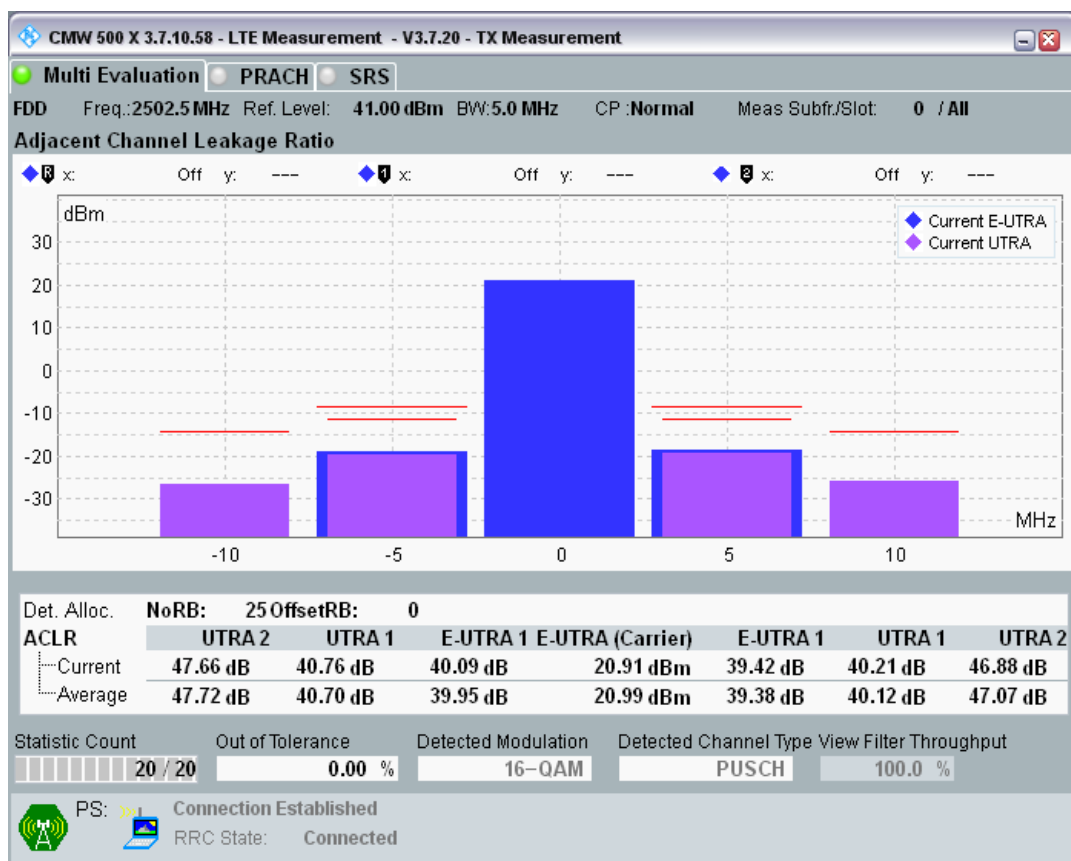 CMW 500 X 3.7.10.58 - LTE Measurement - V3.7.20 - TX Measurement
Multi Evaluation PRACH SRS
FDD Freq.:2502.5 MHz Ref. Level: 41.00 dBm BW:5.0 MHz CP :Normal Meas Subfr./Slot: 0 / All
Adjacent Channel Leakage Ratio
R x: Off y: --- 1 x: Off y: --- 2 x: Off y: ---
dBm
Current E-UTRA
Current UTRA
30
20
10
0
-10
-20
-30
MHz
-10 -5 0 5 10
Det. Alloc. NoRB: 25 OffsetRB: 0
ACLR UTRA 2 UTRA 1 E-UTRA 1 E-UTRA (Carrier) E-UTRA 1 UTRA 1 UTRA 2
Current 47.66 dB 40.76 dB 40.09 dB 20.91 dBm 39.42 dB 40.21 dB 46.88 dB
Average 47.72 dB 40.70 dB 39.95 dB 20.99 dBm 39.38 dB 40.12 dB 47.07 dB
Statistic Count Out of Tolerance Detected Modulation Detected Channel Type View Filter Throughput
20 / 20 0.00 % 16-QAM PUSCH 100.0 %
PS: Connection Established
RRC State: Connected